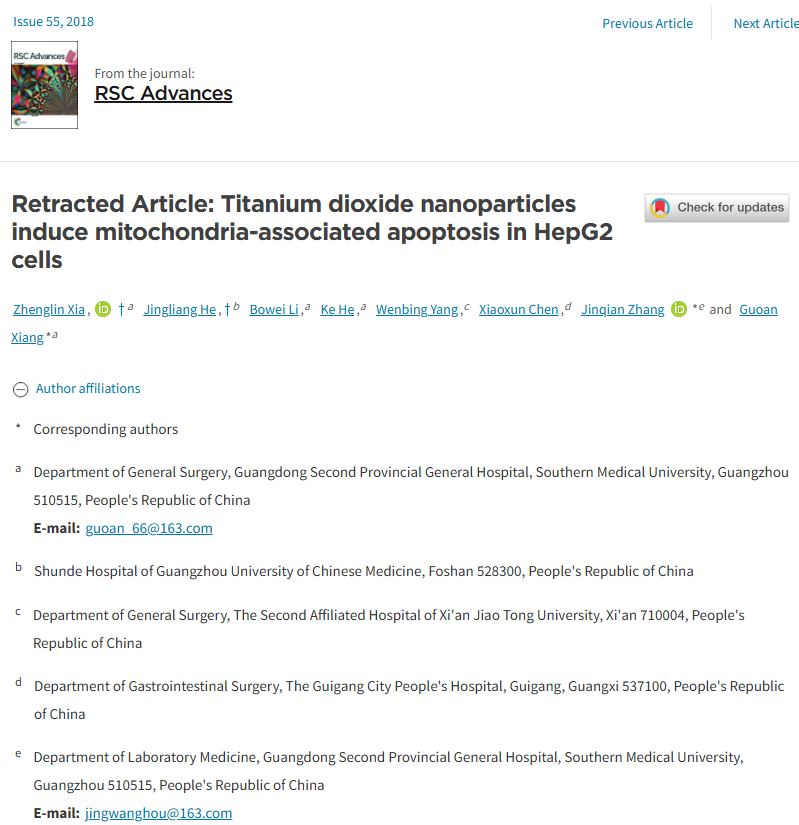 Issue 55, 2018
Previous Article
Next Article
RSC Advances
From the journal:
RSC Advances
Retracted Article: Titanium dioxide nanoparticles
induce mitochondria-associated apoptosis in HepG2
cells
Check for updates
Zhenglin Xia, iD †a Jingliang He,†b Bowei Li,a Ke He,a Wenbing Yang,c Xiaoxun Chen,d Jinqian Zhang iD *e and Guoan
Xiang*a
Author affiliations
* Corresponding authors
a Department of General Surgery, Guangdong Second Provincial General Hospital, Southern Medical University, Guangzhou
510515, People's Republic of China
E-mail: guoan_66@163.com
b Shunde Hospital of Guangzhou University of Chinese Medicine, Foshan 528300, People's Republic of China
c Department of General Surgery, The Second Affiliated Hospital of Xi'an Jiao Tong University, Xi'an 710004, People's
Republic of China
d Department of Gastrointestinal Surgery, The Guigang City People's Hospital, Guigang, Guangxi 537100, People's Republic
of China
e Department of Laboratory Medicine, Guangdong Second Provincial General Hospital, Southern Medical University,
Guangzhou 510515, People's Republic of China
E-mail: jingwanghou@163.com